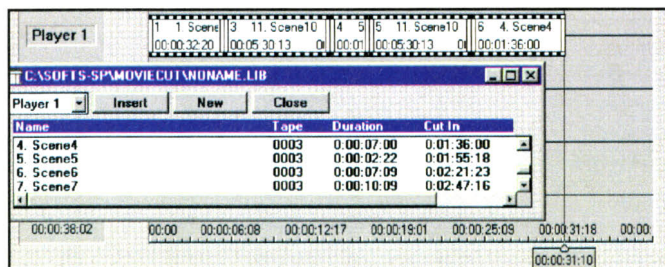 Player 1
1 1. Scene 3 11. Scene10 4 5 5 11. Scene10 6 4. Scene4
00:00:32:20 00:05:30:13 00:01 00:05:30:13 00:01:36:00
C:\SOFTS-SP\MOVIECUT\NONAME.LIB
Player 1 Insert New Close
Name Tape Duration Cut In
4. Scene4 0003 0:00:07:00 0:01:36:00
5. Scene5 0003 0:00:02:22 0:01:55:18
6. Scene6 0003 0:00:07:09 0:02:21:23
7. Scene7 0003 0:00:10:09 0:02:47:16
00:00:38:02 00:00 00:00:06:08 00:00:12:17 00:00:19:01 00:00:25:09 00:00:31:18 00:00:
00:00:31:10